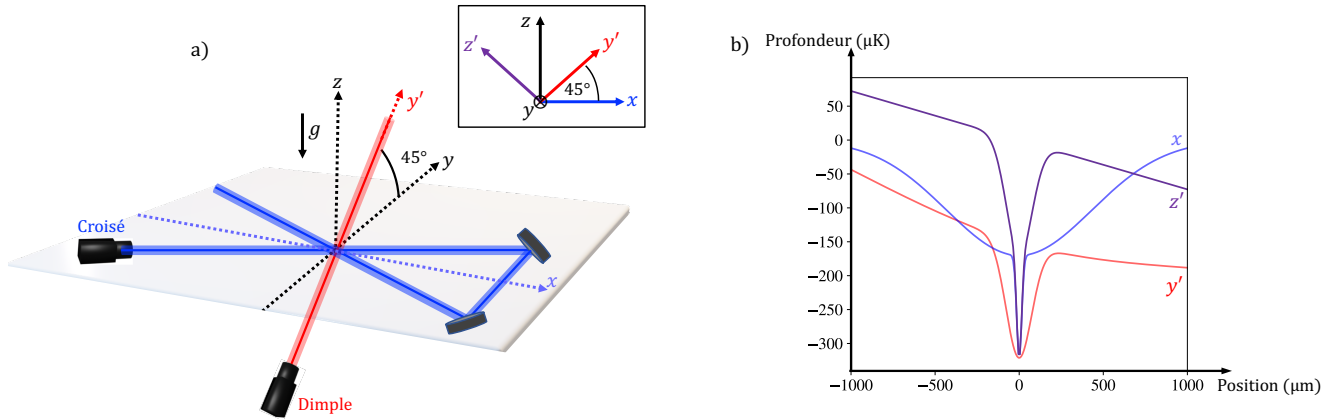 a)
z
y′
g
45°
y
Croisé
x
Dimple
z
z′
y′
45°
y
x
b)
Profondeur (μK)
50
0
−50
−100
−150
−200
−250
−300
x
z′
y′
−1000
−500
0
500
1000
Position (μm)